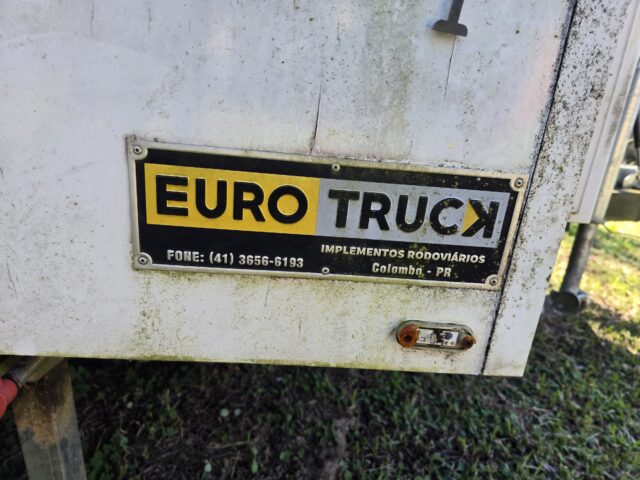 EURO TRUCK
IMPLEMENTOS RODOVIÁRIOS
FONE: (41) 3656-6193
Colombo - PR